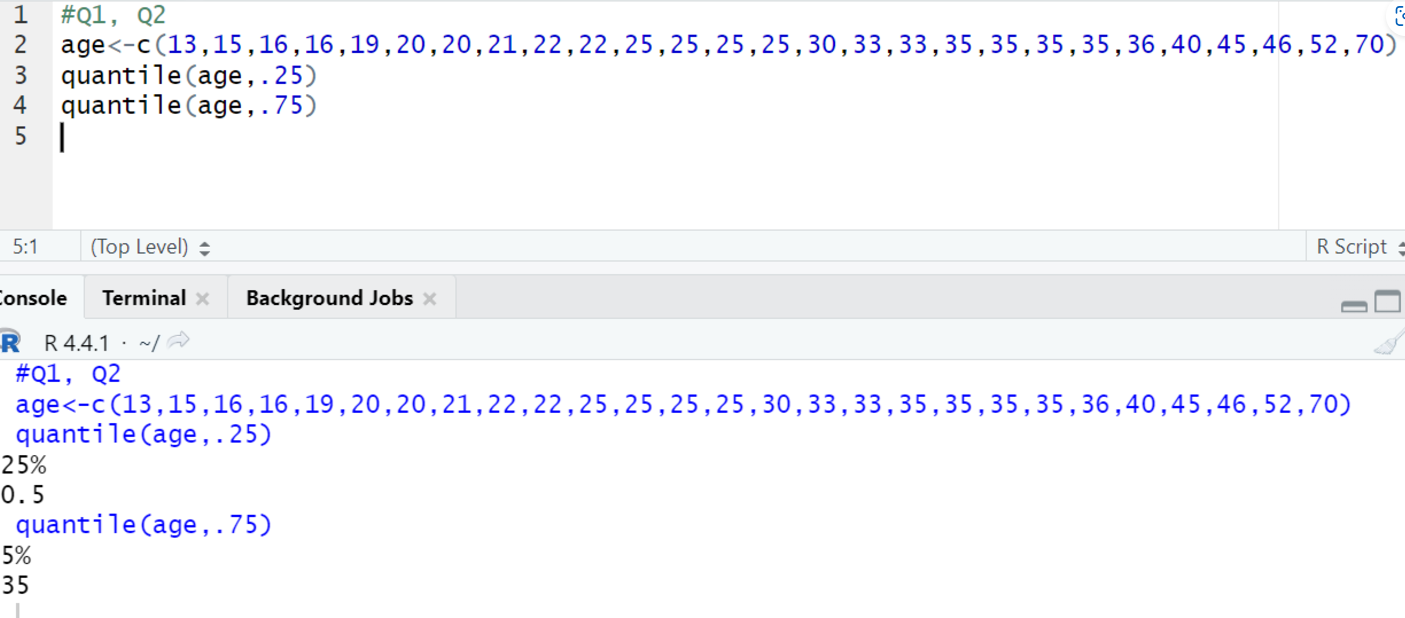 1 #Q1, Q2
2 age<-c(13,15,16,16,19,20,20,21,22,22,25,25,25,25,30,33,33,35,35,35,35,36,40,45,46,52,70)
3 quantile(age,.25)
4 quantile(age,.75)
5
5:1 (Top Level) R Script
Console Terminal Background Jobs
R R 4.4.1 · ~/
#Q1, Q2
age<-c(13,15,16,16,19,20,20,21,22,22,25,25,25,25,30,33,33,35,35,35,35,36,40,45,46,52,70)
quantile(age,.25)
25%
0.5
quantile(age,.75)
5%
35